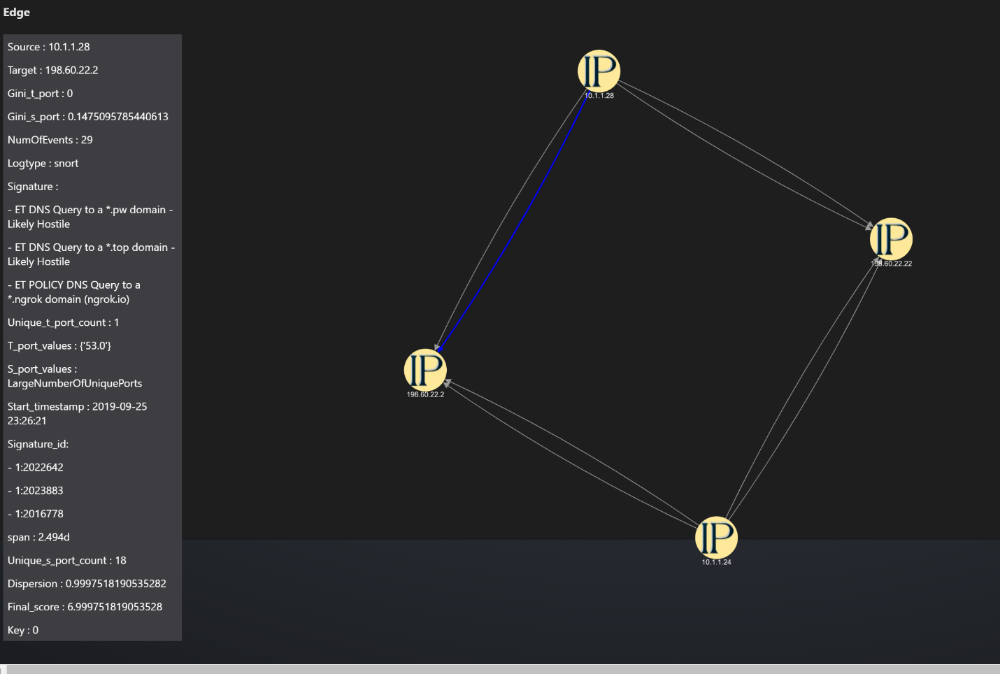 Edge
Source : 10.1.1.28
Target : 198.60.22.2
Gini_t_port : 0
Gini_s_port : 0.1475095785440613
NumOfEvents : 29
Logtype : snort
Signature :
- ET DNS Query to a *.pw domain -
Likely Hostile
- ET DNS Query to a *.top domain -
Likely Hostile
- ET POLICY DNS Query to a
*.ngrok domain (ngrok.io)
Unique_t_port_count : 1
T_port_values : {'53.0'}
S_port_values :
LargeNumberOfUniquePorts
Start_timestamp : 2019-09-25
23:26:21
Signature_id:
- 1:2022642
- 1:2023883
- 1:2016778
span : 2.494d
Unique_s_port_count : 18
Dispersion : 0.9997518190535282
Final_score : 6.999751819053528
Key : 0
IP
10.1.1.28
IP
198.60.22.22
IP
198.60.22.2
IP
10.1.1.24